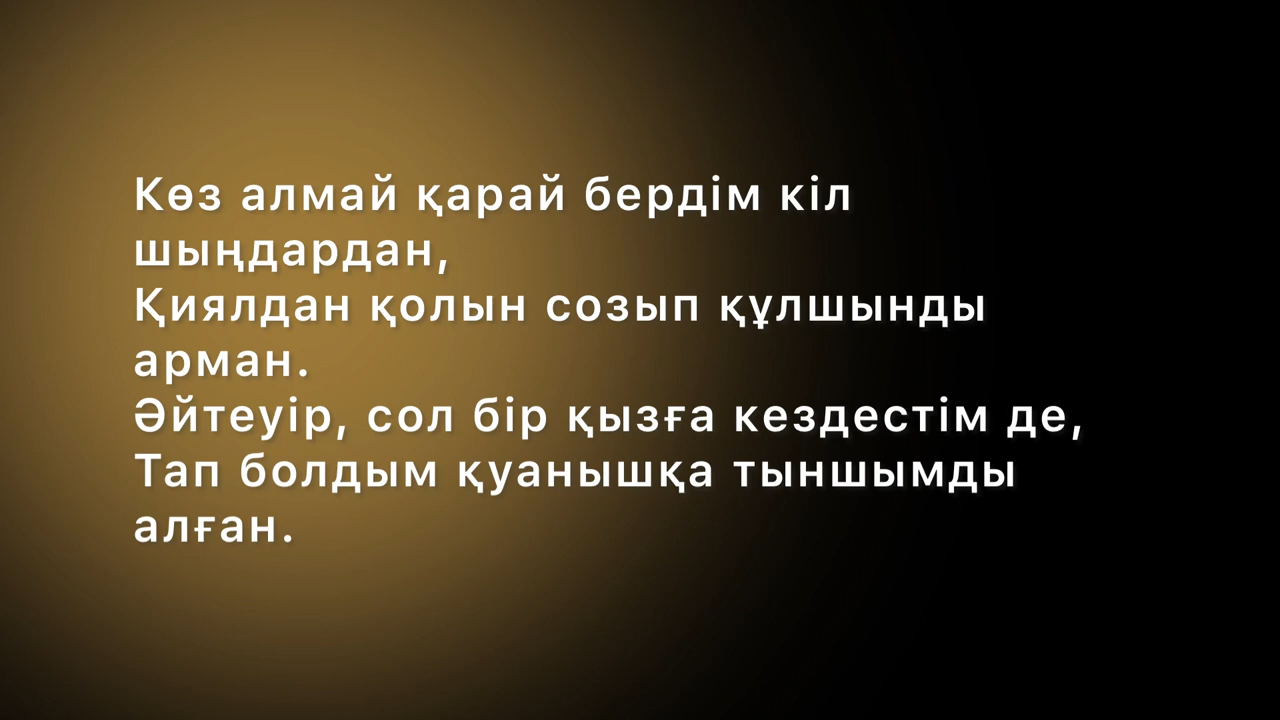 Көз алмай қарай бердім кіл
шыңдардан,
Қиялдан қолын созып құлшынды
арман.
Әйтеуір, сол бір қызға кездестім де,
Тап болдым қуанышқа тыншымды
алған.